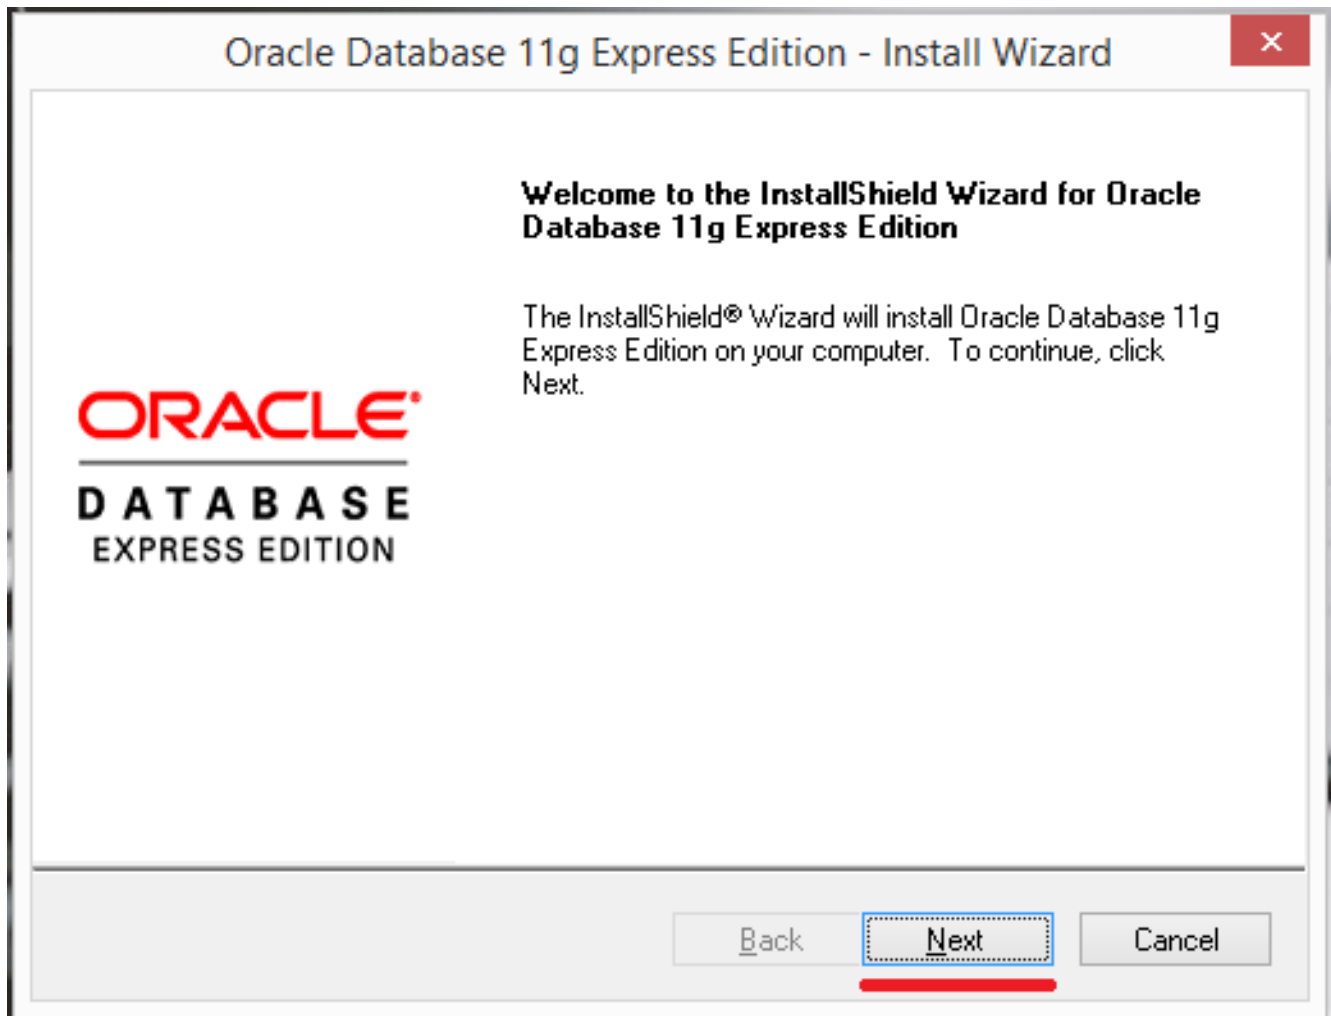 Oracle Database 11g Express Edition - Install Wizard
Welcome to the InstallShield Wizard for Oracle
Database 11g Express Edition
The InstallShield® Wizard will install Oracle Database 11g
Express Edition on your computer.  To continue, click
Next.
ORACLE
DATABASE
EXPRESS EDITION
Back Next Cancel